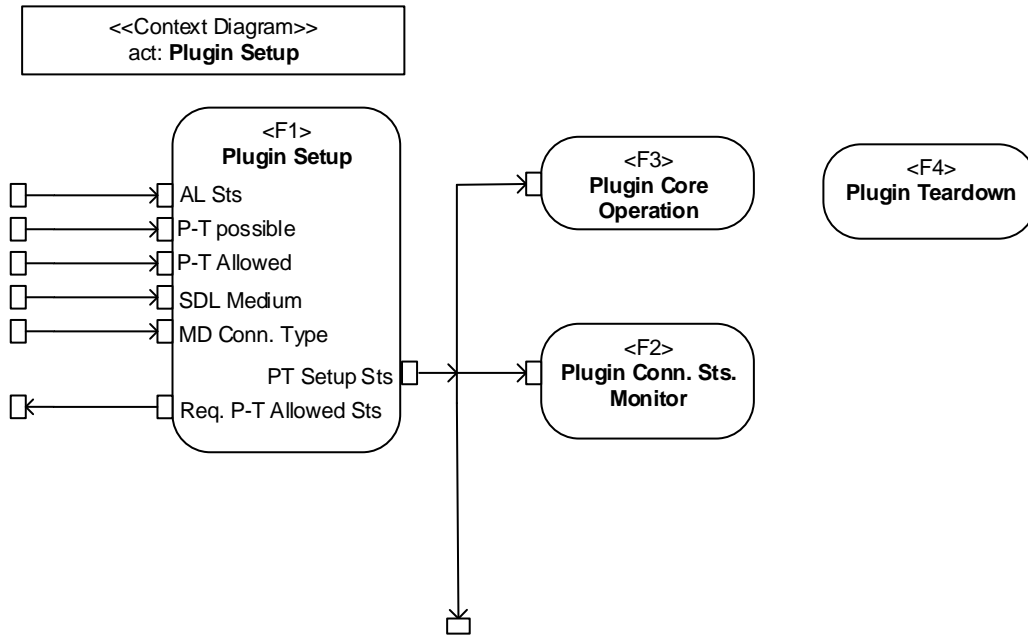 <<Context Diagram>>
act: Plugin Setup
<F1>
Plugin Setup
AL Sts
P-T possible
P-T Allowed
SDL Medium
MD Conn. Type
PT Setup Sts
Req. P-T Allowed Sts
<F3>
Plugin Core
Operation
<F4>
Plugin Teardown
<F2>
Plugin Conn. Sts.
Monitor